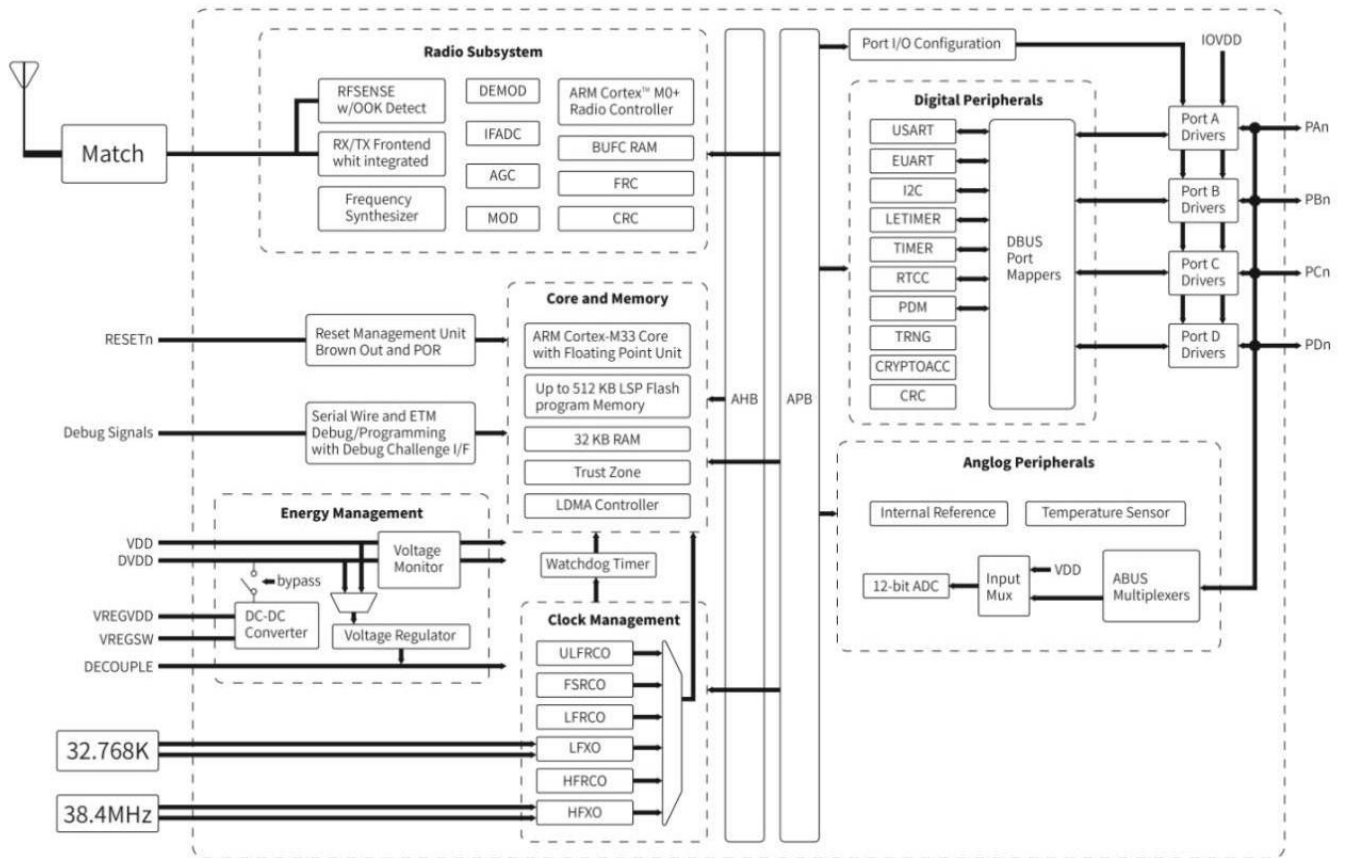 Radio Subsystem
RFSENSE
w/OOK Detect
RX/TX Frontend
whit integrated
Frequency
Synthesizer
DEMOD
IFADC
AGC
MOD
ARM Cortex™ M0+
Radio Controller
BUFC RAM
FRC
CRC
Match
RESETn
Reset Management Unit
Brown Out and POR
Debug Signals
Serial Wire and ETM
Debug/Programming
with Debug Challenge I/F
Core and Memory
ARM Cortex-M33 Core
with Floating Point Unit
Up to 512 KB LSP Flash
program Memory
32 KB RAM
Trust Zone
LDMA Controller
Energy Management
VDD
DVDD
Voltage
Monitor
bypass
VREGVDD
VREGSW
DC-DC
Converter
Voltage Regulator
DECOUPLE
Watchdog Timer
Clock Management
ULFRCO
FSRCO
LFRCO
LFXO
HFRCO
HFXO
32.768K
38.4MHz
AHB
APB
Port I/O Configuration
IOVDD
Digital Peripherals
USART
EUART
I2C
LETIMER
TIMER
RTCC
PDM
TRNG
CRYPTOACC
CRC
DBUS
Port
Mappers
Port A
Drivers
Port B
Drivers
Port C
Drivers
Port D
Drivers
PAn
PBn
PCn
PDn
Anglog Peripherals
Internal Reference
Temperature Sensor
12-bit ADC
Input
Mux
VDD
ABUS
Multiplexers